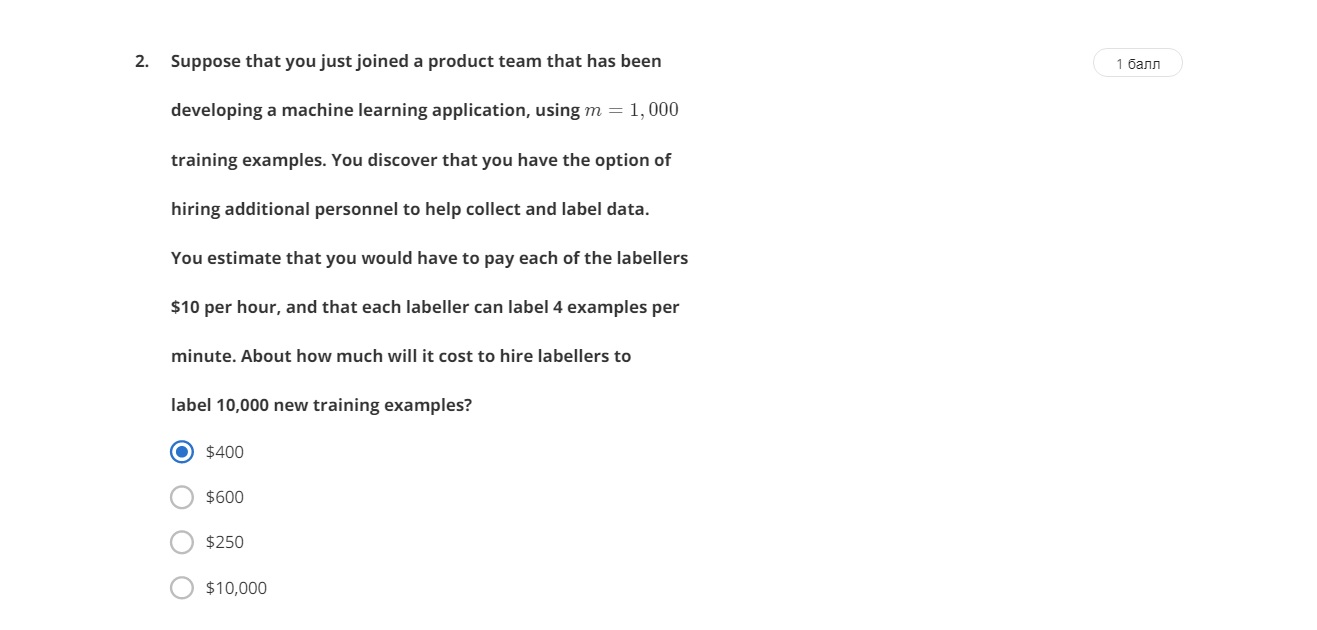 2. Suppose that you just joined a product team that has been
1 балл
developing a machine learning application, using m = 1, 000
training examples. You discover that you have the option of
hiring additional personnel to help collect and label data.
You estimate that you would have to pay each of the labellers
$10 per hour, and that each labeller can label 4 examples per
minute. About how much will it cost to hire labellers to
label 10,000 new training examples?
$400
$600
$250
$10,000